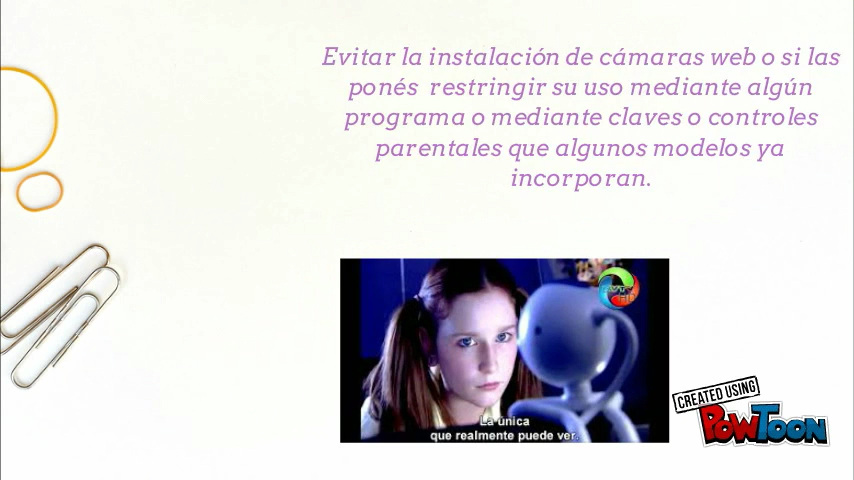 Evitar la instalación de cámaras web o si las
ponés restringir su uso mediante algún
programa o mediante claves o controles
parentales que algunos modelos ya
incorporan.
La única
que realmente puede ver.
CREATED USING
POWTOON